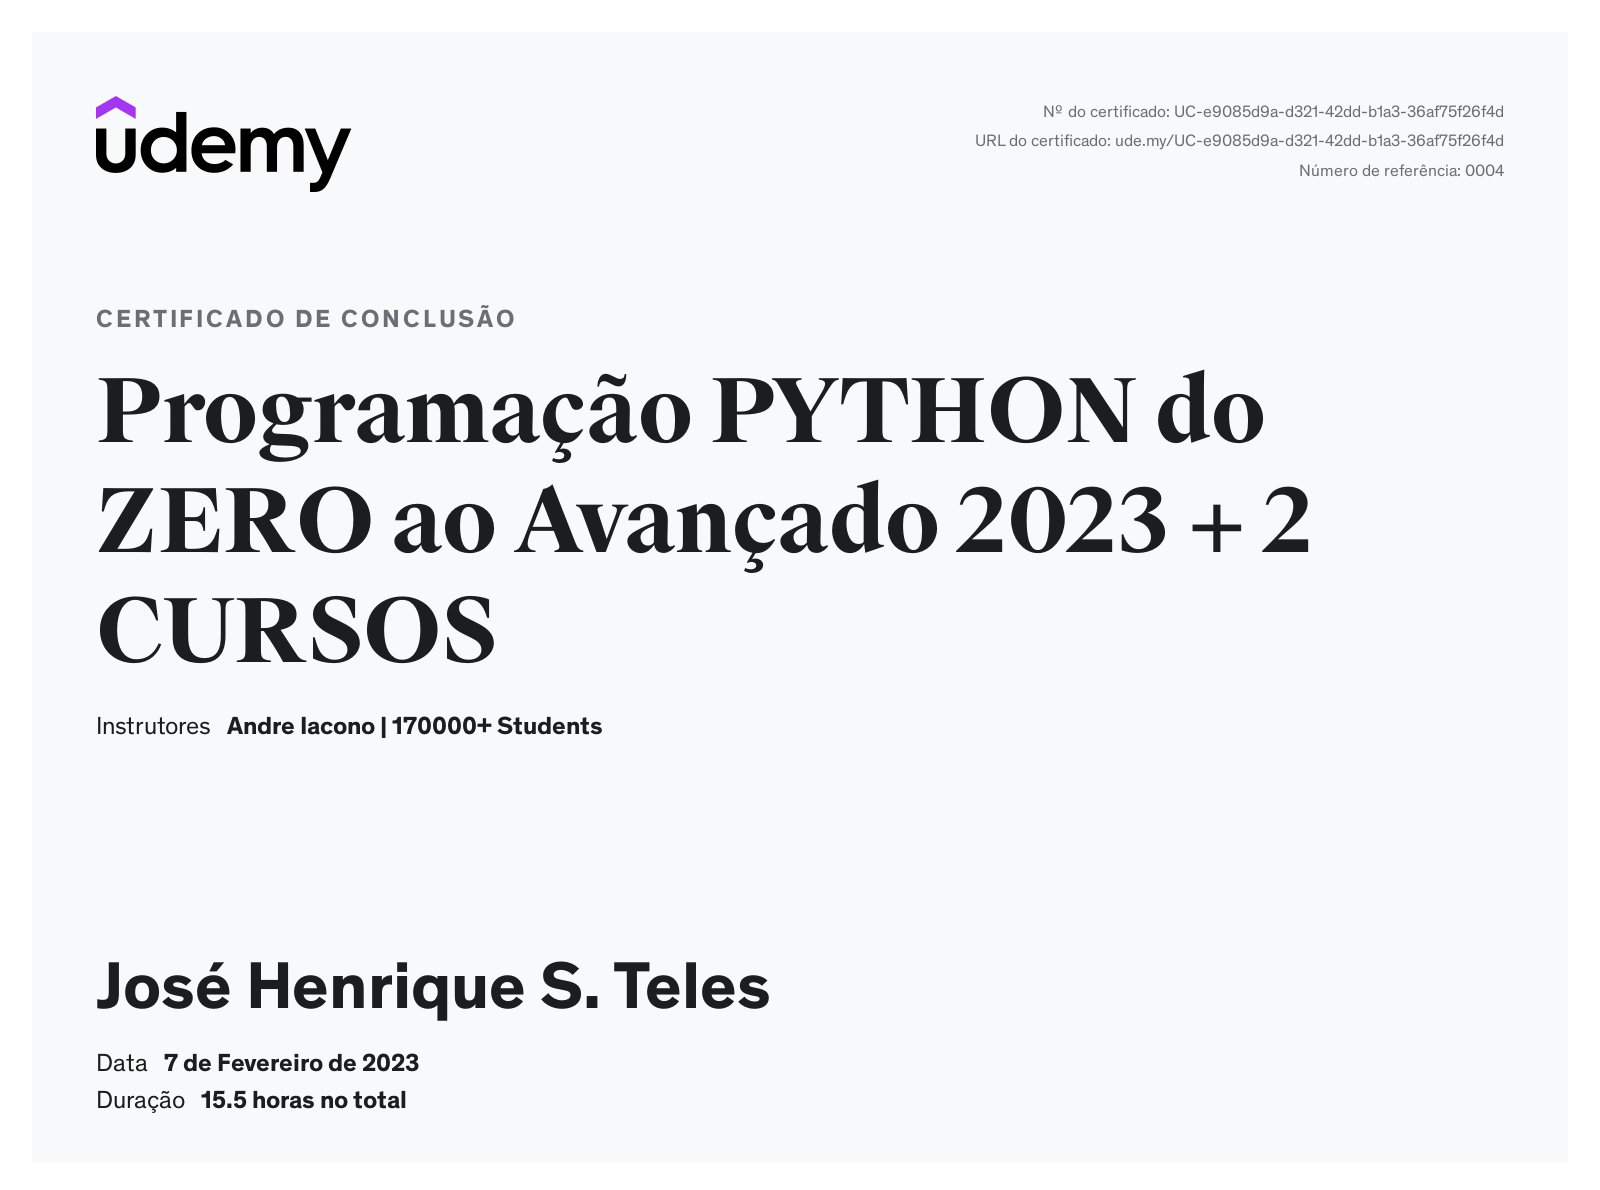 udemy
Nº do certificado: UC-e9085d9a-d321-42dd-b1a3-36af75f26f4d
URL do certificado: ude.my/UC-e9085d9a-d321-42dd-b1a3-36af75f26f4d
Número de referência: 0004
CERTIFICADO DE CONCLUSÃO
Programação PYTHON do
ZERO ao Avançado 2023 + 2
CURSOS
Instrutores Andre Iacono | 170000+ Students
José Henrique S. Teles
Data 7 de Fevereiro de 2023
Duração 15.5 horas no total